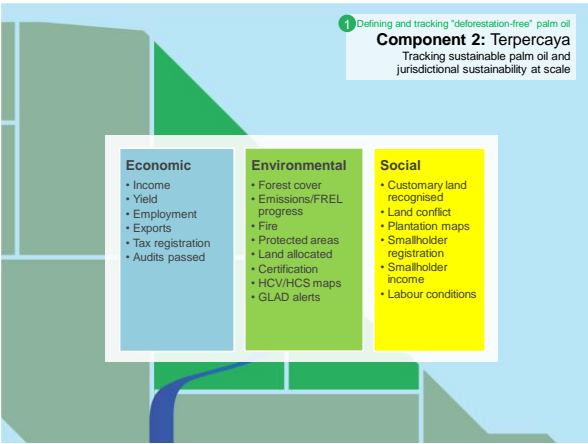 1 Defining and tracking "deforestation-free" palm oil
Component 2: Terpercaya
Tracking sustainable palm oil and
jurisdictional sustainability at scale
Economic
• Income
• Yield
• Employment
• Exports
• Tax registration
• Audits passed
Environmental
• Forest cover
• Emissions/FREL
progress
• Fire
• Protected areas
• Land allocated
• Certification
• HCV/HCS maps
• GLAD alerts
Social
• Customary land
recognised
• Land conflict
• Plantation maps
• Smallholder
registration
• Smallholder
income
• Labour conditions